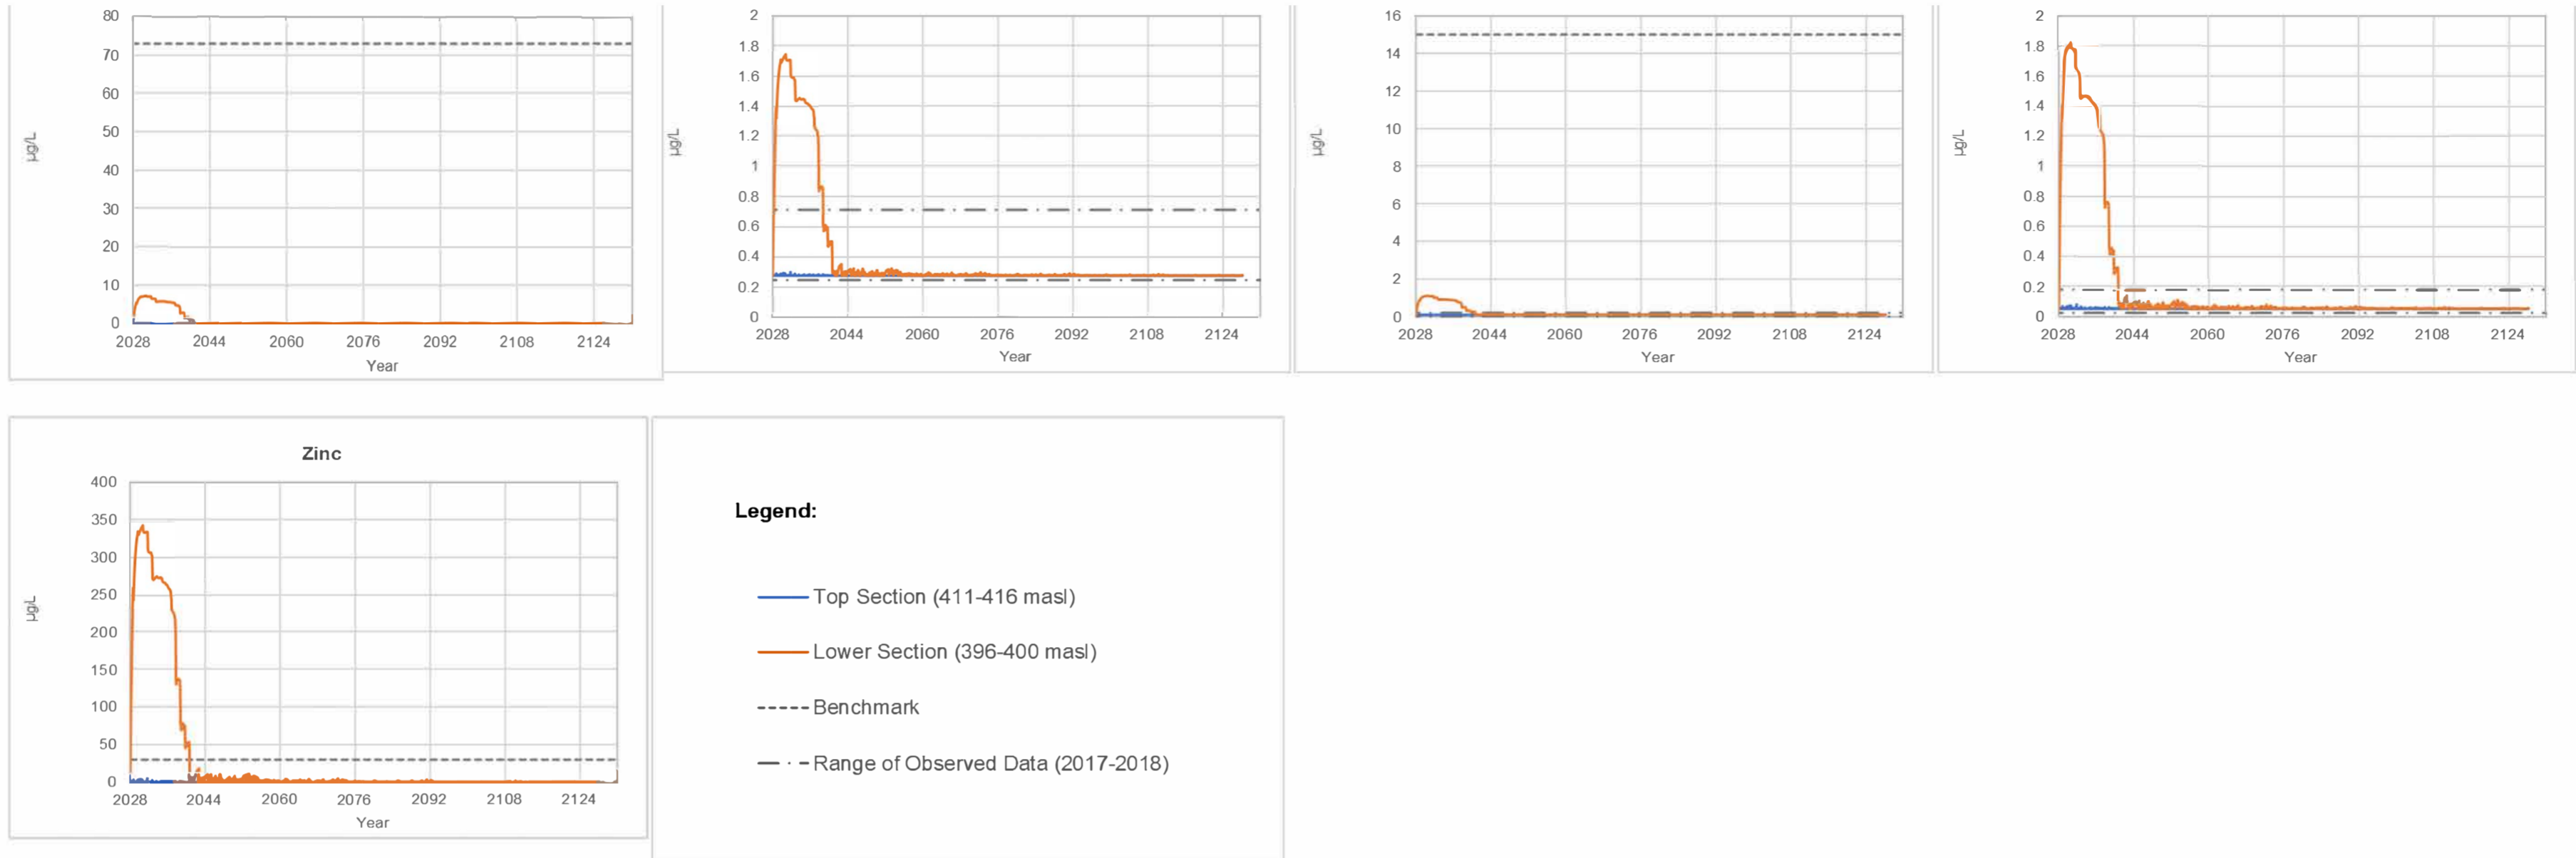 80
70
60
50
40
30
20
10
0
µg/L
2028 2044 2060 2076 2092 2108 2124
Year
2
1.8
1.6
1.4
1.2
1
0.8
0.6
0.4
0.2
0
µg/L
2028 2044 2060 2076 2092 2108 2124
Year
16
14
12
10
8
6
4
2
0
µg/L
2028 2044 2060 2076 2092 2108 2124
Year
2
1.8
1.6
1.4
1.2
1
0.8
0.6
0.4
0.2
0
µg/L
2028 2044 2060 2076 2092 2108 2124
Year
Zinc
400
350
300
250
200
150
100
50
0
µg/L
2028 2044 2060 2076 2092 2108 2124
Year
Legend:
Top Section (411-416 masl)
Lower Section (396-400 masl)
Benchmark
Range of Observed Data (2017-2018)